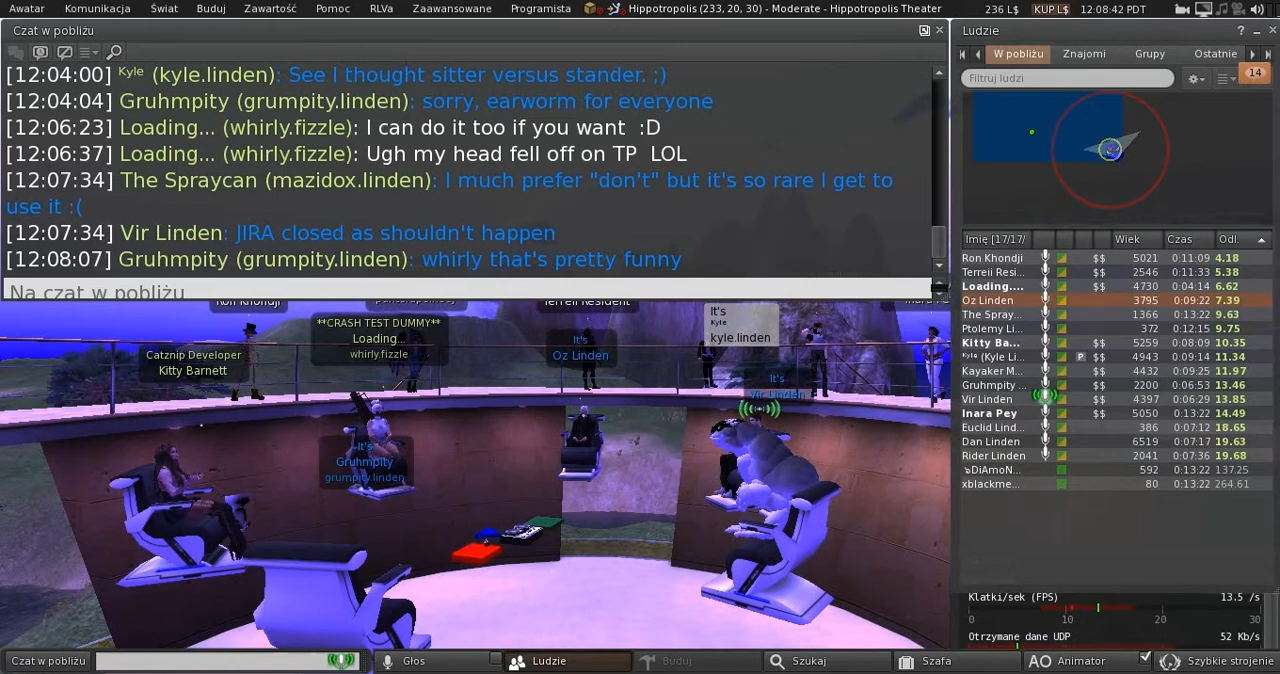 Awatar Komunikacja Świat Buduj Zawartość Pomoc RLVa Zaawansowane Programista Hippotropolis (233, 20, 30) - Moderate - Hippotropolis Theater 236 L$ KUP L$ 12:08:42 PDT
Czat w pobliżu
[12:04:00] ᴷʸˡᵉ (kyle.linden): See I thought sitter versus stander. ;)
[12:04:04] Gruhmpity (grumpity.linden): sorry, earworm for everyone
[12:06:23] Loading... (whirly.fizzle): I can do it too if you want :D
[12:06:37] Loading... (whirly.fizzle): Ugh my head fell off on TP LOL
[12:07:34] The Spraycan (mazidox.linden): I much prefer "don't" but it's so rare I get to
use it :(
[12:07:34] Vir Linden: JIRA closed as shouldn't happen
[12:08:07] Gruhmpity (grumpity.linden): whirly that's pretty funny
Na czat w pobliżu
Ron Khondji
Terreii Resident
**CRASH TEST DUMMY**
Loading...
whirly.fizzle
Catznip Developer
Kitty Barnett
It's
Oz Linden
It's
ᴷʸˡᵉ
kyle.linden
It's
Vir Linden
It's
Gruhmpity
grumpity.linden
Ludzie
W pobliżu Znajomi Grupy Ostatnie
Filtruj ludzi
14
Imię [17/17/ Wiek Czas Odl.
Ron Khondji $$ 5021 0:11:09 4.18
Terreii Resi... 2546 0:11:33 5.38
Loading.... $$ 4730 0:04:14 6.62
Oz Linden 3795 0:09:22 7.39
The Spray... 1366 0:13:22 9.63
Ptolemy Li... 372 0:12:15 9.75
Kitty Ba... $$ 5259 0:08:09 10.35
ᴷʸˡᵉ (Kyle Li... P $$ 4943 0:09:14 11.34
Kayaker M... $$ 4432 0:09:25 11.97
Gruhmpity ... $$ 2200 0:06:53 13.46
Vir Linden $$ 4397 0:06:29 13.85
Inara Pey $$ 5050 0:13:22 14.49
Euclid Lind... 386 0:07:12 18.65
Dan Linden 6519 0:07:17 19.63
Rider Linden 2041 0:07:36 19.68
DiAmoN... 592 0:13:22 137.25
xblackme... 80 0:13:22 264.61
Klatki/sek (FPS) 13.5 /s
0 10 20 30
Otrzymane dane UDP 52 Kb/s
Czat w pobliżu Głos Ludzie Buduj Szukaj Szafa AO Animator Szybkie strojenie